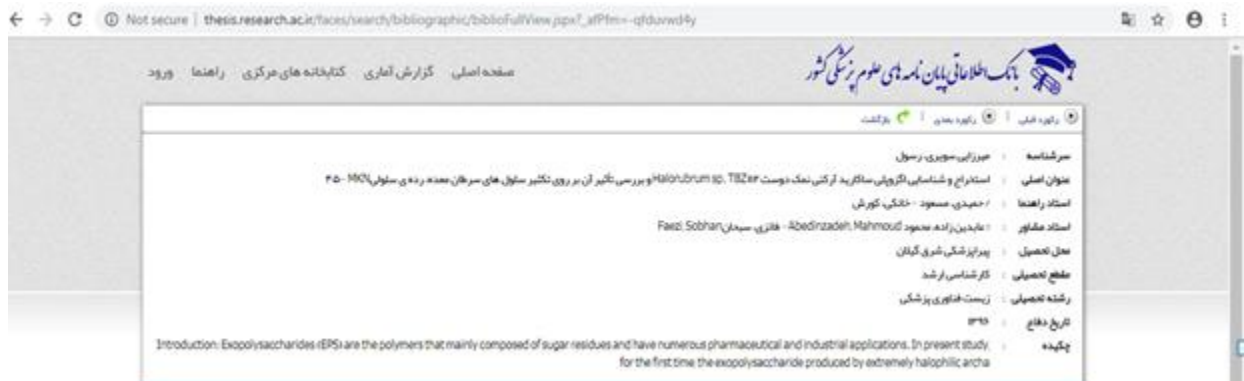 Not secure | thesis.research.ac.ir/faces/search/bibliographic/biblioFullView.jspx?_afPfm=-qfduvwd4y
بانک اطلاعاتی پایان نامه های علوم پزشکی کشور
صفحه اصلی گزارش آماری کتابخانه های مرکزی راهنما ورود
رکورد قبلی | رکورد بعدی | بازگشت
سرشناسه : میرزایی سویری، رسول
عنوان اصلی : استخراج و شناسایی اگزوپلی ساکارید آرکئی نمک دوست Halorubrum sp. TBZ و بررسی تأثیر آن بر روی تکثیر سلول های سرطان معده رده ی سلولی MKN-۴۵
استاد راهنما : / حمیدی، مسعود - خانکی، کورش
استاد مشاور : ؛ عابدین زاده، محمود Abedinzadeh, Mahmoud - فائزی، سبحان Faezi, Sobhan
محل تحصیل : پیراپزشکی شرق گیلان
مقطع تحصیلی : کارشناسی ارشد
رشته تحصیلی : زیست فناوری پزشکی
تاریخ دفاع : ۱۳۹۶
چکیده : Introduction: Exopolysaccharides (EPS) are the polymers that mainly composed of sugar residues and have numerous pharmaceutical and industrial applications. In present study,
for the first time, the exopolysaccharide produced by extremely halophilic archa